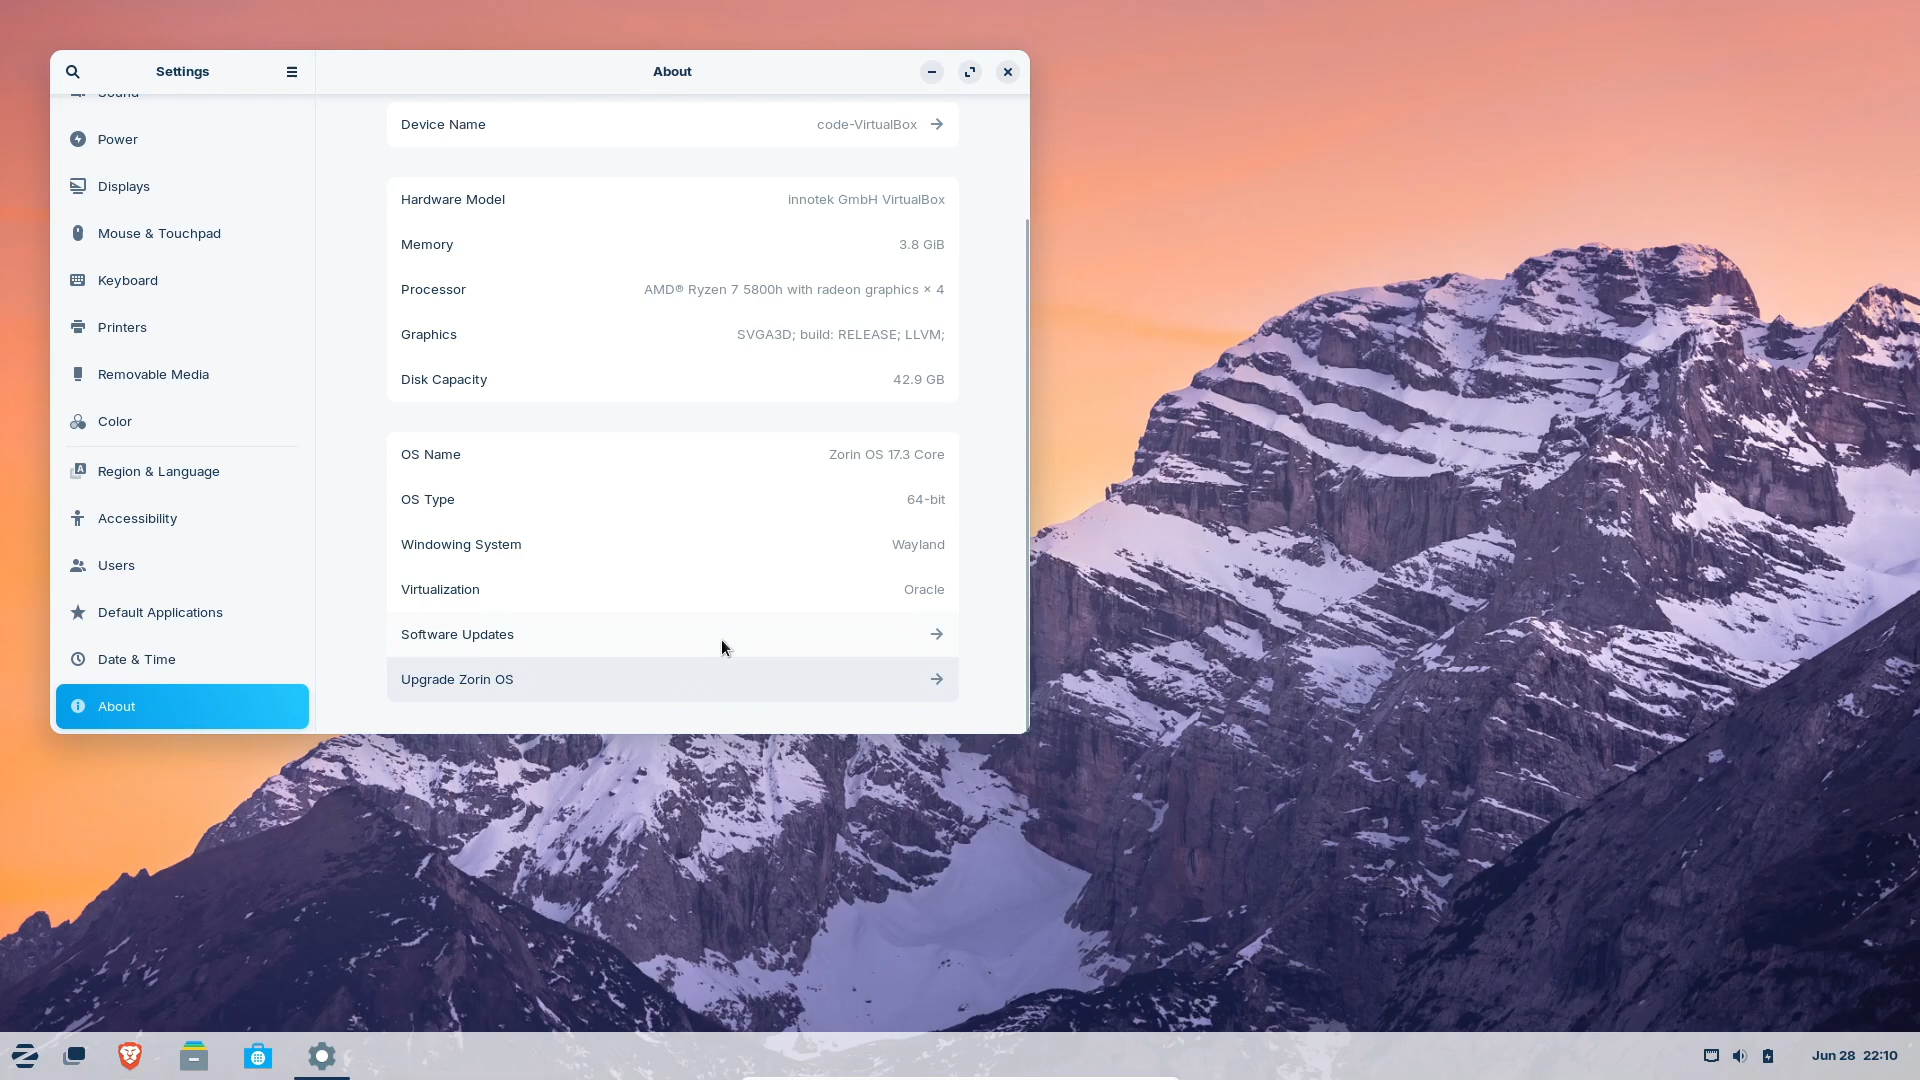 Settings
About
Sound
Power
Displays
Mouse & Touchpad
Keyboard
Printers
Removable Media
Color
Region & Language
Accessibility
Users
Default Applications
Date & Time
About
Device Name code-VirtualBox
Hardware Model innotek GmbH VirtualBox
Memory 3.8 GiB
Processor AMD® Ryzen 7 5800h with radeon graphics × 4
Graphics SVGA3D; build: RELEASE; LLVM;
Disk Capacity 42.9 GB
OS Name Zorin OS 17.3 Core
OS Type 64-bit
Windowing System Wayland
Virtualization Oracle
Software Updates
Upgrade Zorin OS
Jun 28 22:10